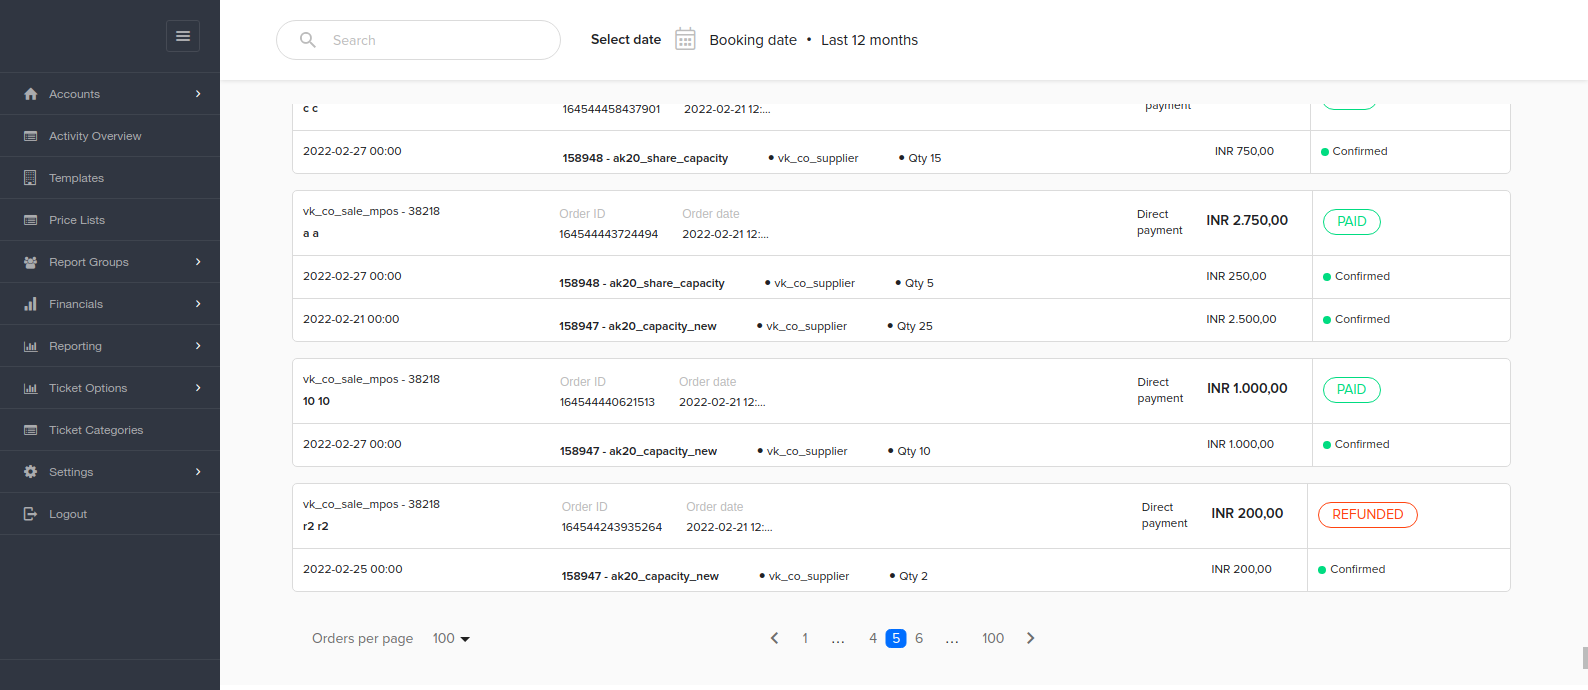 Search
Select date
Booking date • Last 12 months
Accounts
Activity Overview
Templates
Price Lists
Report Groups
Financials
Reporting
Ticket Options
Ticket Categories
Settings
Logout
c c 164544458437901 2022-02-21 12:... payment
2022-02-27 00:00 158948 - ak20_share_capacity • vk_co_supplier • Qty 15 INR 750,00 Confirmed
vk_co_sale_mpos - 38218 Order ID Order date Direct payment INR 2.750,00 PAID
a a 164544443724494 2022-02-21 12:...
2022-02-27 00:00 158948 - ak20_share_capacity • vk_co_supplier • Qty 5 INR 250,00 Confirmed
2022-02-21 00:00 158947 - ak20_capacity_new • vk_co_supplier • Qty 25 INR 2.500,00 Confirmed
vk_co_sale_mpos - 38218 Order ID Order date Direct payment INR 1.000,00 PAID
10 10 164544440621513 2022-02-21 12:...
2022-02-27 00:00 158947 - ak20_capacity_new • vk_co_supplier • Qty 10 INR 1.000,00 Confirmed
vk_co_sale_mpos - 38218 Order ID Order date Direct payment INR 200,00 REFUNDED
r2 r2 164544243935264 2022-02-21 12:...
2022-02-25 00:00 158947 - ak20_capacity_new • vk_co_supplier • Qty 2 INR 200,00 Confirmed
Orders per page 100
1 ... 4 5 6 ... 100